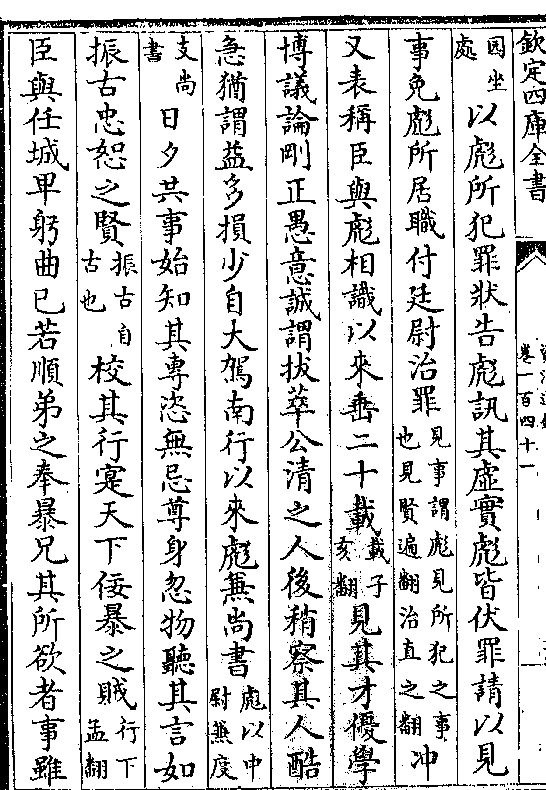 欽定四庫全書
卷一百四十一
因坐
處
以彪所犯罪狀告彪訊其虛實彪皆伏罪請以見
事免彪所居職付廷尉治罪
見事謂彪見所犯之事
也見賢遍翻治直之翻
冲
又表稱臣與彪相識以來垂二十載
載子
亥翻
見其才優學
博議論剛正愚意誠謂拔萃公清之人後稍察其人酷
急猶謂益多損少自大駕南行以來彪兼尚書
彪以中
尉兼度
支尚
書
日夕共事始知其專恣無忌尊身忽物聽其言如
振古忠恕之賢
振古自
古也
校其行寔天下佞暴之賊
行下
孟翻
臣與任城卑躬曲已若順弟之奉暴兄其所欲者事雖